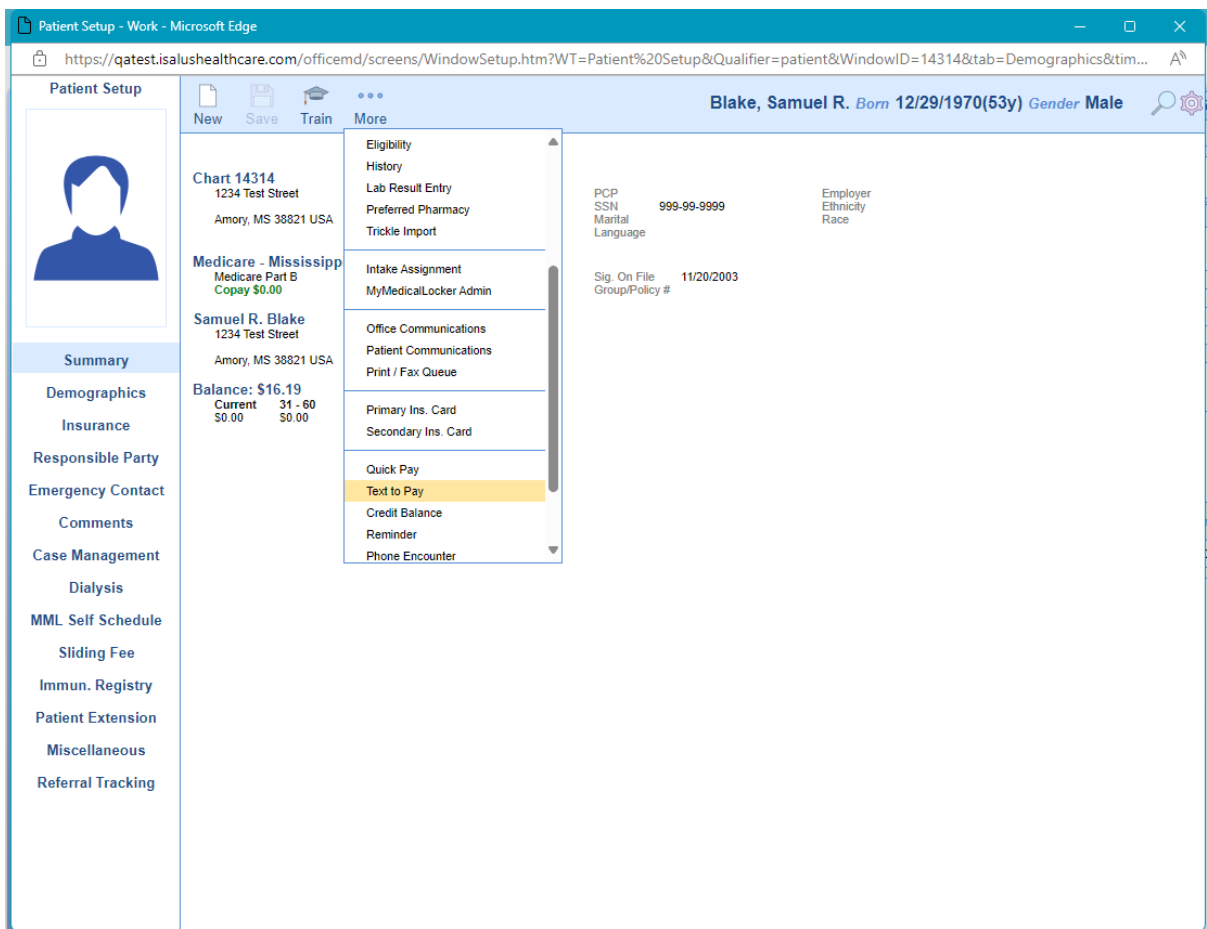 Patient Setup - Work - Microsoft Edge
https://qatest.isalushealthcare.com/officemd/screens/WindowSetup.htm?WT=Patient%20Setup&Qualifier=patient&WindowID=14314&tab=Demographics&tim...
Patient Setup
New Save Train More
Blake, Samuel R. Born 12/29/1970(53y) Gender Male
Summary
Demographics
Insurance
Responsible Party
Emergency Contact
Comments
Case Management
Dialysis
MML Self Schedule
Sliding Fee
Immun. Registry
Patient Extension
Miscellaneous
Referral Tracking
Chart 14314
1234 Test Street
Amory, MS 38821 USA
Medicare - Mississipp
Medicare Part B
Copay $0.00
Samuel R. Blake
1234 Test Street
Amory, MS 38821 USA
Balance: $16.19
Current 31 - 60
$0.00 $0.00
Eligibility
History
Lab Result Entry
Preferred Pharmacy
Trickle Import
Intake Assignment
MyMedicalLocker Admin
Office Communications
Patient Communications
Print / Fax Queue
Primary Ins. Card
Secondary Ins. Card
Quick Pay
Text to Pay
Credit Balance
Reminder
Phone Encounter
PCP
SSN 999-99-9999
Marital
Language
Sig. On File 11/20/2003
Group/Policy #
Employer
Ethnicity
Race